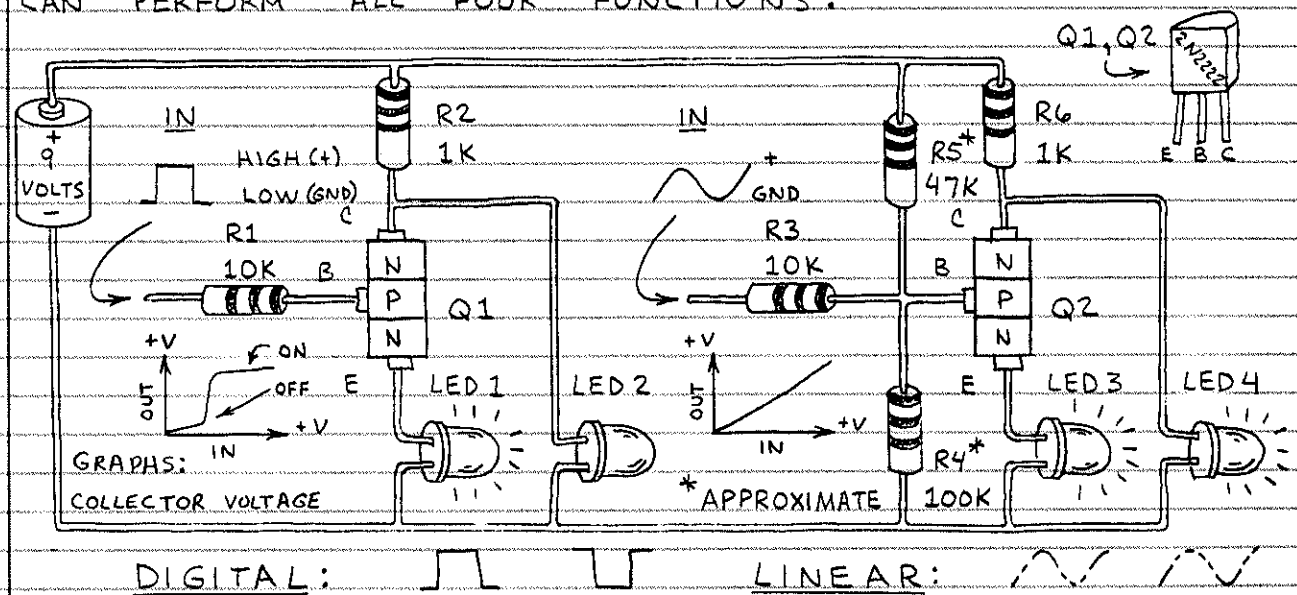 CAN PERFORM ALL FOUR FUNCTIONS.
Q1, Q2
2N2222
E B C
+
9
VOLTS
-
IN
HIGH (+)
LOW (GND)
R2
1K
C
R1
10K
B
N
P
N
Q1
E
+V
OUT
ON
OFF
IN
+V
GRAPHS:
COLLECTOR VOLTAGE
LED 1
LED 2
IN
+
GND
R5*
47K
R6
1K
C
R3
10K
B
N
P
N
Q2
E
+V
OUT
IN
+V
R4*
100K
* APPROXIMATE
LED 3
LED 4
DIGITAL:
LINEAR: